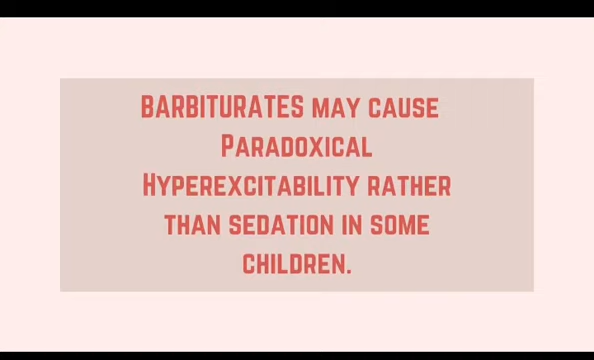 BARBITURATES MAY CAUSE
PARADOXICAL
HYPEREXCITABILITY RATHER
THAN SEDATION IN SOME
CHILDREN.